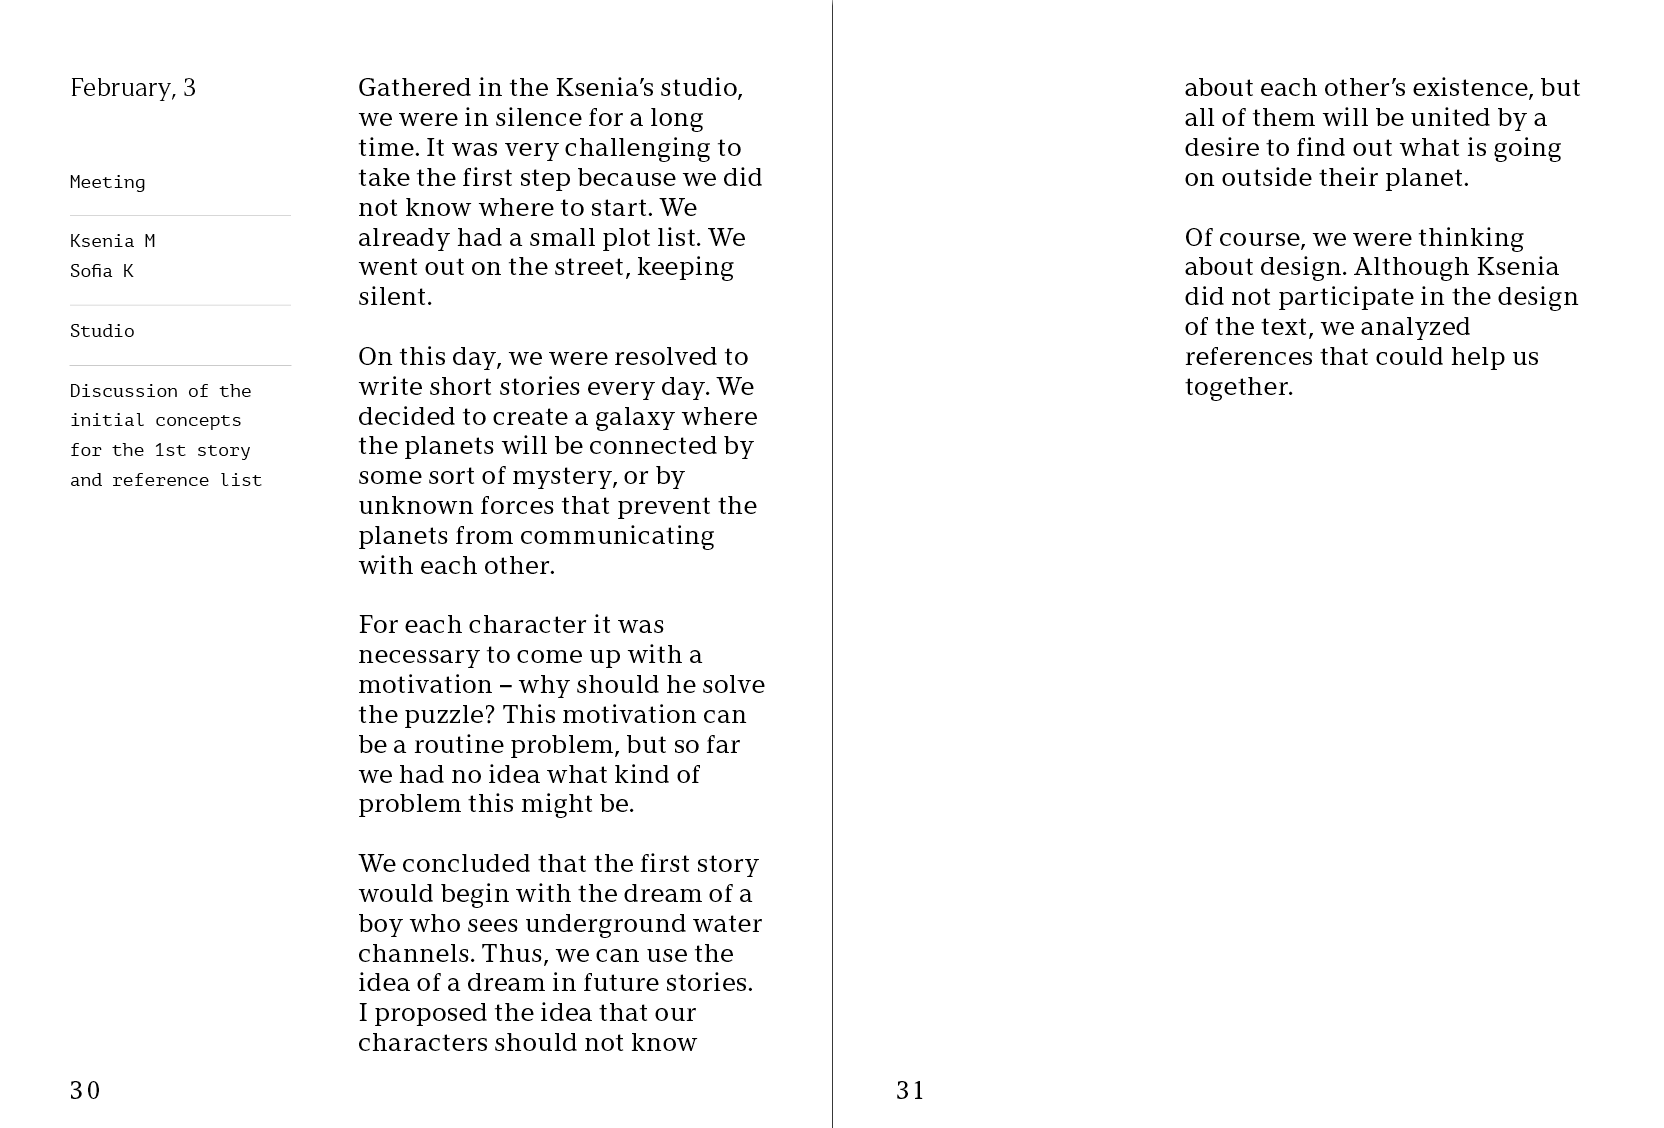 February, 3
Meeting
Ksenia M
Sofia K
Studio
Discussion of the
initial concepts
for the 1st story
and reference list
Gathered in the Ksenia’s studio,
we were in silence for a long
time. It was very challenging to
take the first step because we did
not know where to start. We
already had a small plot list. We
went out on the street, keeping
silent.
On this day, we were resolved to
write short stories every day. We
decided to create a galaxy where
the planets will be connected by
some sort of mystery, or by
unknown forces that prevent the
planets from communicating
with each other.
For each character it was
necessary to come up with a
motivation – why should he solve
the puzzle? This motivation can
be a routine problem, but so far
we had no idea what kind of
problem this might be.
We concluded that the first story
would begin with the dream of a
boy who sees underground water
channels. Thus, we can use the
idea of a dream in future stories.
I proposed the idea that our
characters should not know
30
about each other’s existence, but
all of them will be united by a
desire to find out what is going
on outside their planet.
Of course, we were thinking
about design. Although Ksenia
did not participate in the design
of the text, we analyzed
references that could help us
together.
31